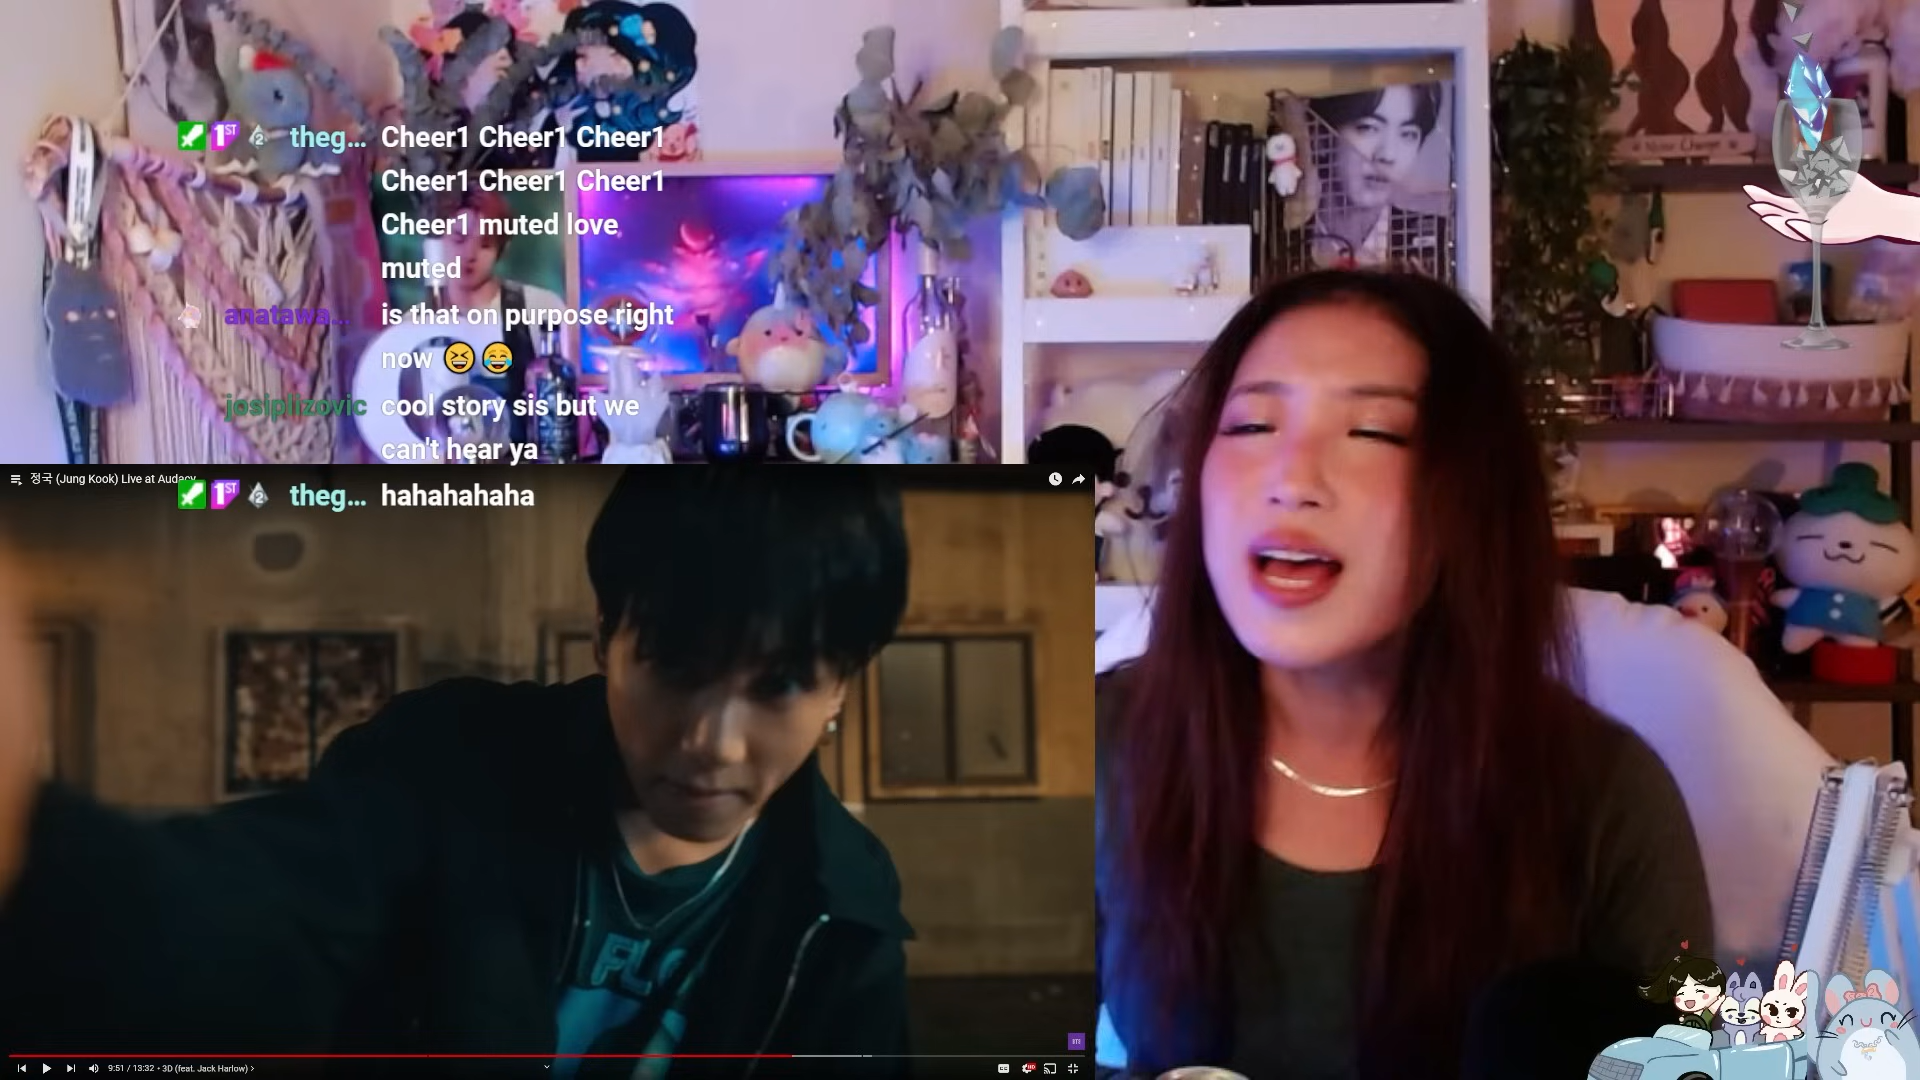 theg... Cheer1 Cheer1 Cheer1
Cheer1 Cheer1 Cheer1
Cheer1 muted love
muted
anatawa... is that on purpose right
now 😆 😂
josiplizovic cool story sis but we
can't hear ya
정국 (Jung Kook) Live at Audacy
theg... hahahahaha
FLO
9:51 / 13:32 • 3D (feat. Jack Harlow) >